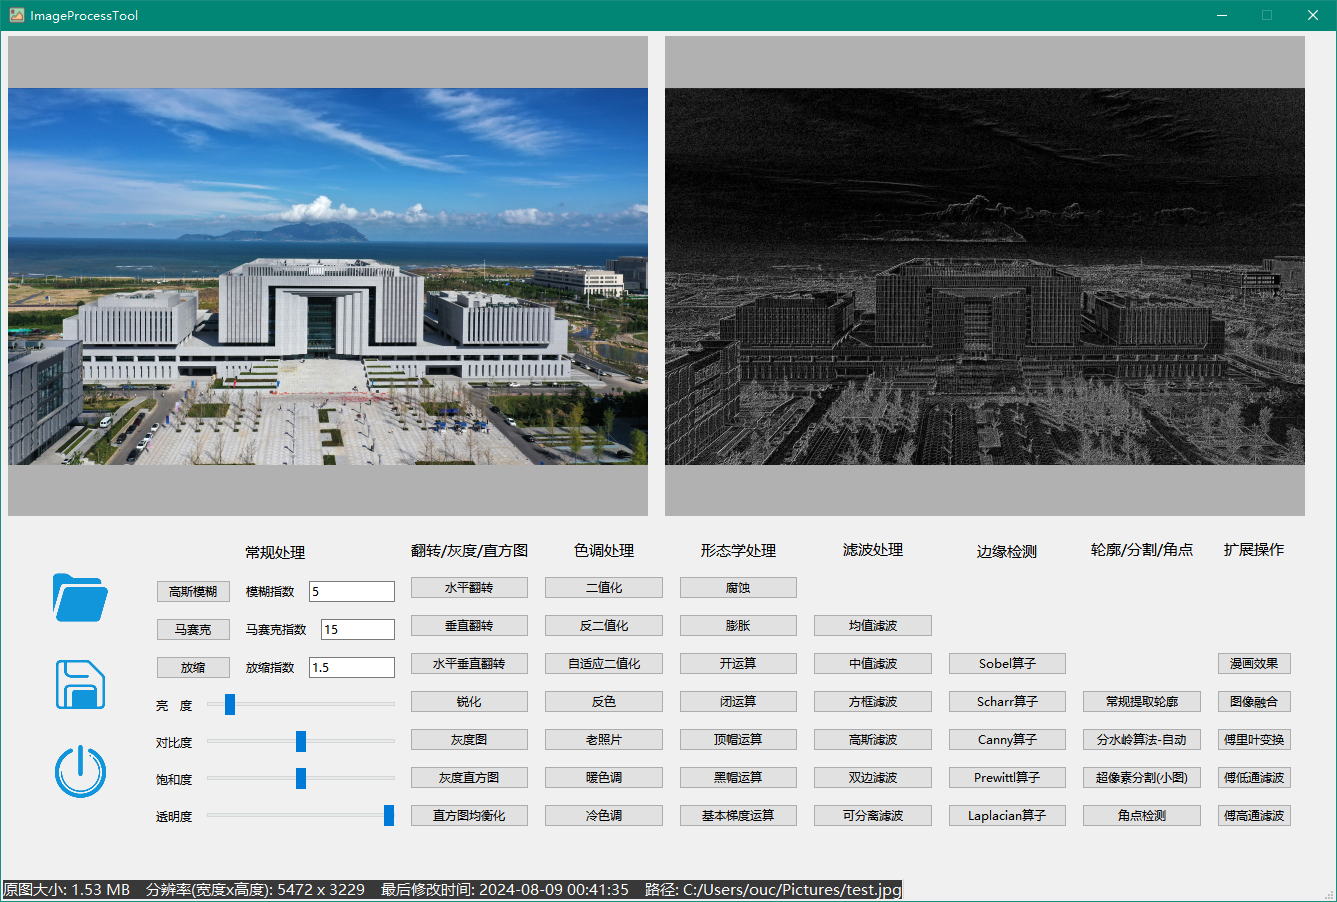 ImageProcessTool
常规处理 翻转/灰度/直方图 色调处理 形态学处理 滤波处理 边缘检测 轮廓/分割/角点 扩展操作
高斯模糊 模糊指数 5 水平翻转 二值化 腐蚀
马赛克 马赛克指数 15 垂直翻转 反二值化 膨胀 均值滤波
放缩 放缩指数 1.5 水平垂直翻转 自适应二值化 开运算 中值滤波 Sobel算子 漫画效果
亮 度 锐化 反色 闭运算 方框滤波 Scharr算子 常规提取轮廓 图像融合
对比度 灰度图 老照片 顶帽运算 高斯滤波 Canny算子 分水岭算法-自动 傅里叶变换
饱和度 灰度直方图 暖色调 黑帽运算 双边滤波 Prewittl算子 超像素分割(小图) 傅低通滤波
透明度 直方图均衡化 冷色调 基本梯度运算 可分离滤波 Laplacian算子 角点检测 傅高通滤波
原图大小: 1.53 MB 分辨率(宽度x高度): 5472 x 3229 最后修改时间: 2024-08-09 00:41:35 路径: C:/Users/ouc/Pictures/test.jpg